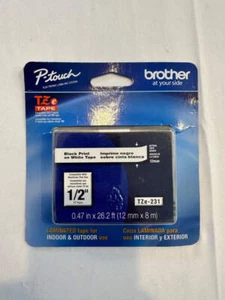 P-touch
brother
at your side
TZe
TAPE
Black Print
on White Tape
Imprime negro
sobre cinta blanca
1/2"
TZe-231
0.47 in x 26.2 ft (12 mm x 8 m)
LAMINATED tape for
INDOOR & OUTDOOR use
Cinta LAMINADA para
uso INTERIOR y EXTERIOR